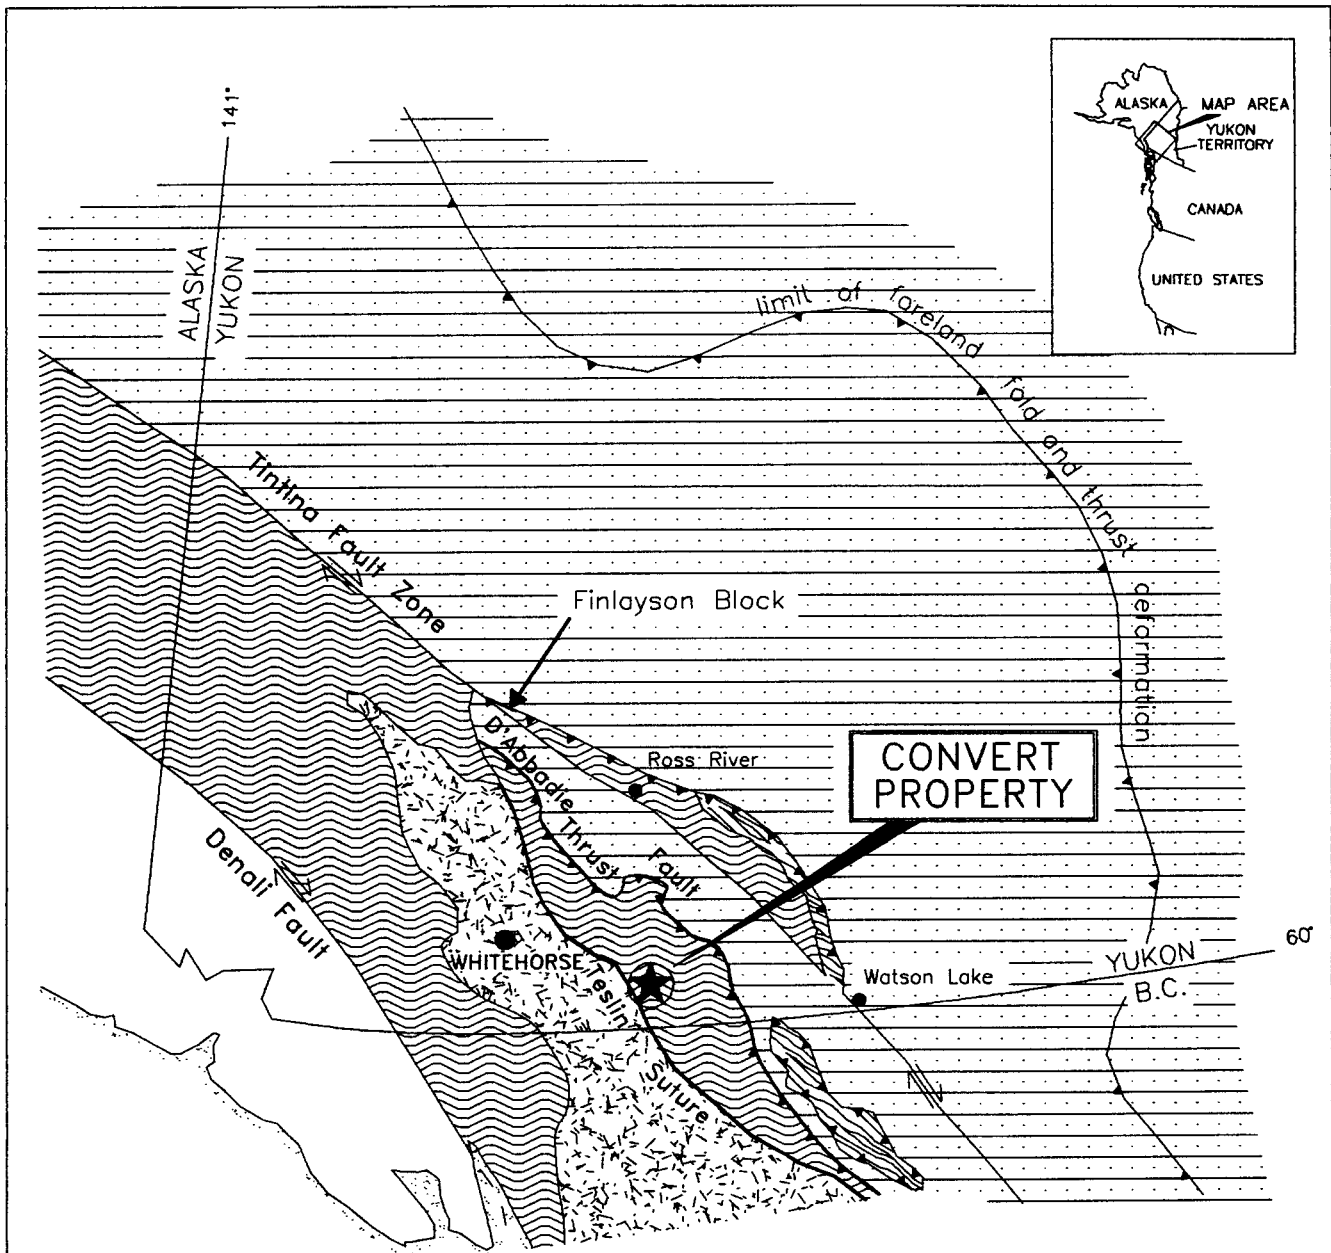 141°
ALASKA
MAP AREA
YUKON
TERRITORY
CANADA
UNITED STATES
ALASKA
YUKON
limit of foreland fold and thrust deformation
Tintina Fault Zone
Finlayson Block
D'Abbadie Thrust Fault
Ross River
CONVERT
PROPERTY
Denali Fault
WHITEHORSE
Teslin Suture
Watson Lake
YUKON
B.C.
60°